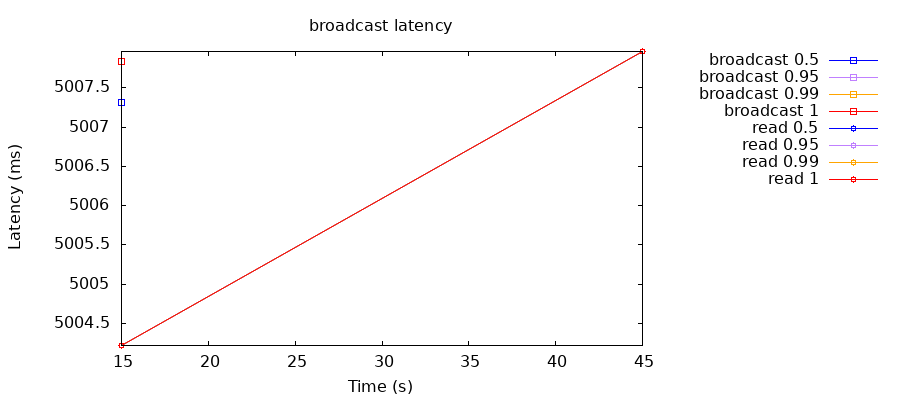 broadcast latency
Latency (ms)
5007.5
5007
5006.5
5006
5005.5
5005
5004.5
15 20 25 30 35 40 45
Time (s)
broadcast 0.5
broadcast 0.95
broadcast 0.99
broadcast 1
read 0.5
read 0.95
read 0.99
read 1